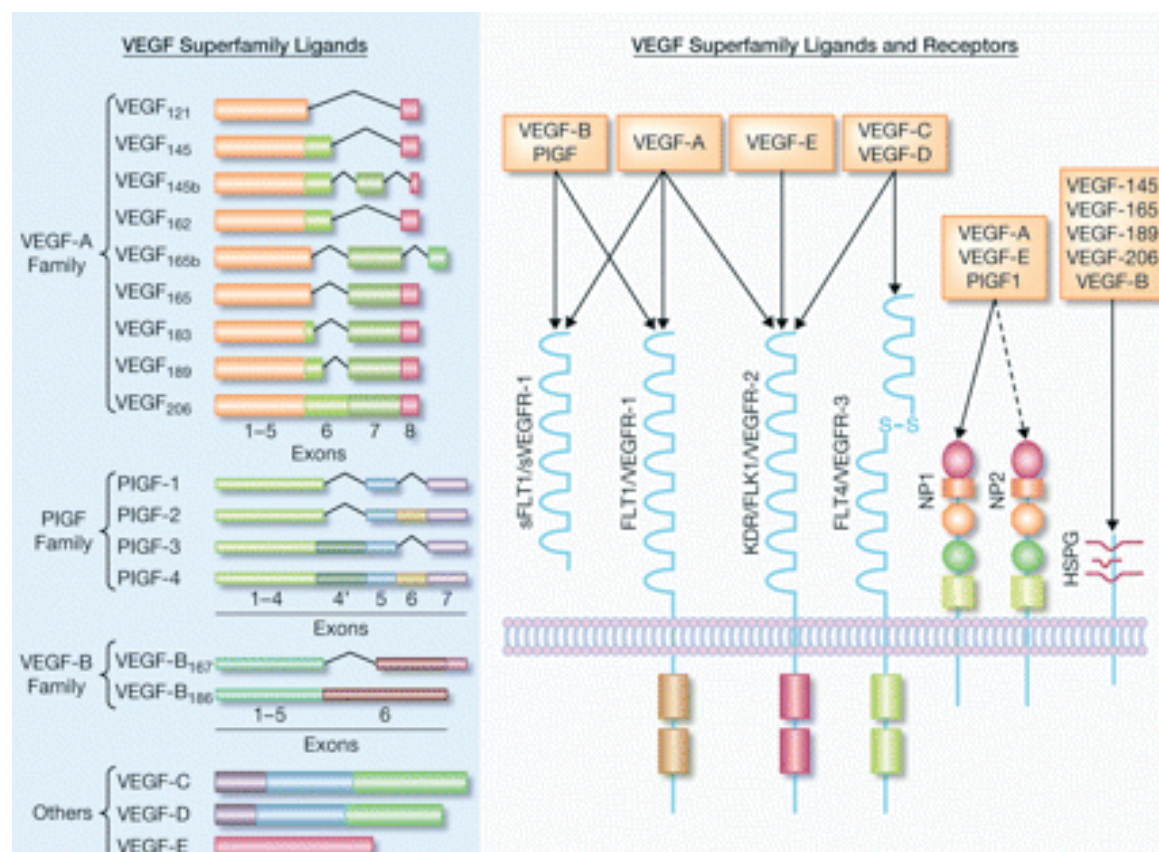 VEGF Superfamily Ligands
VEGF-A
Family
VEGF121
VEGF145
VEGF145b
VEGF162
VEGF165b
VEGF165
VEGF183
VEGF189
VEGF206
1–5
6
7
8
Exons
PIGF
Family
PIGF-1
PIGF-2
PIGF-3
PIGF-4
1–4
4'
5
6
7
Exons
VEGF-B
Family
VEGF-B167
VEGF-B186
1–5
6
Exons
Others
VEGF-C
VEGF-D
VEGF-E
VEGF Superfamily Ligands and Receptors
VEGF-B
PIGF
VEGF-A
VEGF-E
VEGF-C
VEGF-D
VEGF-A
VEGF-E
PIGF1
VEGF-145
VEGF-165
VEGF-189
VEGF-206
VEGF-B
sFLT1/sVEGFR-1
FLT1/VEGFR-1
KDR/FLK1/VEGFR-2
FLT4/VEGFR-3
S–S
NP1
NP2
HSPG